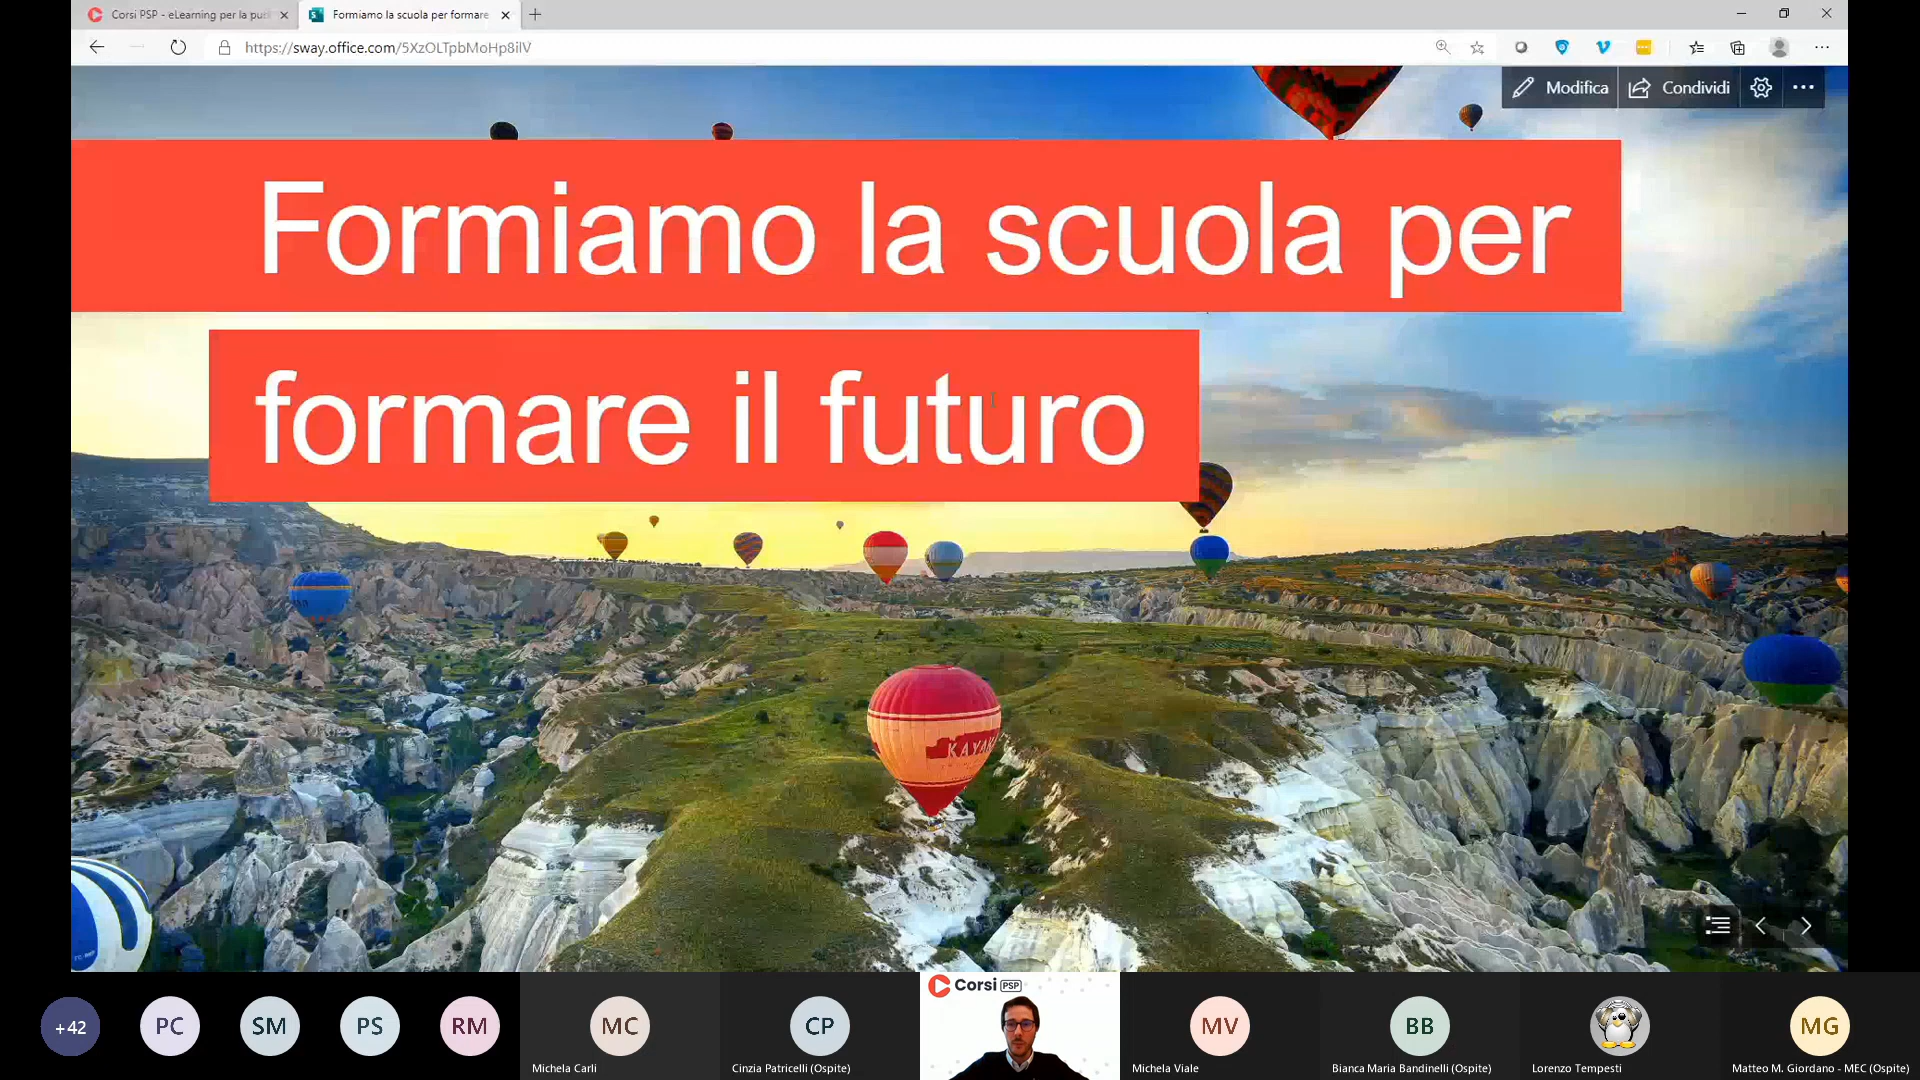 Corsi PSP - eLearning per la pu
Formiamo la scuola per formare
https://sway.office.com/5XzOLTpbMoHp8ilV
Modifica
Condividi
Formiamo la scuola per
formare il futuro
KAYAK
+42
PC
SM
PS
RM
MC
CP
Corsi PSP
MV
BB
MG
Michela Carli
Cinzia Patricelli (Ospite)
Michela Viale
Bianca Maria Bandinelli (Ospite)
Lorenzo Tempesti
Matteo M. Giordano - MEC (Ospite)